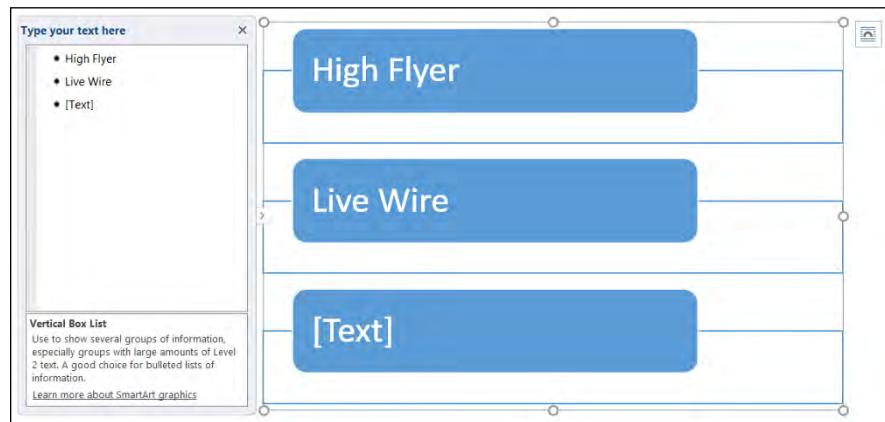 Type your text here
High Flyer
Live Wire
[Text]
Vertical Box List
Use to show several groups of information,
especially groups with large amounts of Level
2 text. A good choice for bulleted lists of
information.
Learn more about SmartArt graphics
High Flyer
Live Wire
[Text]